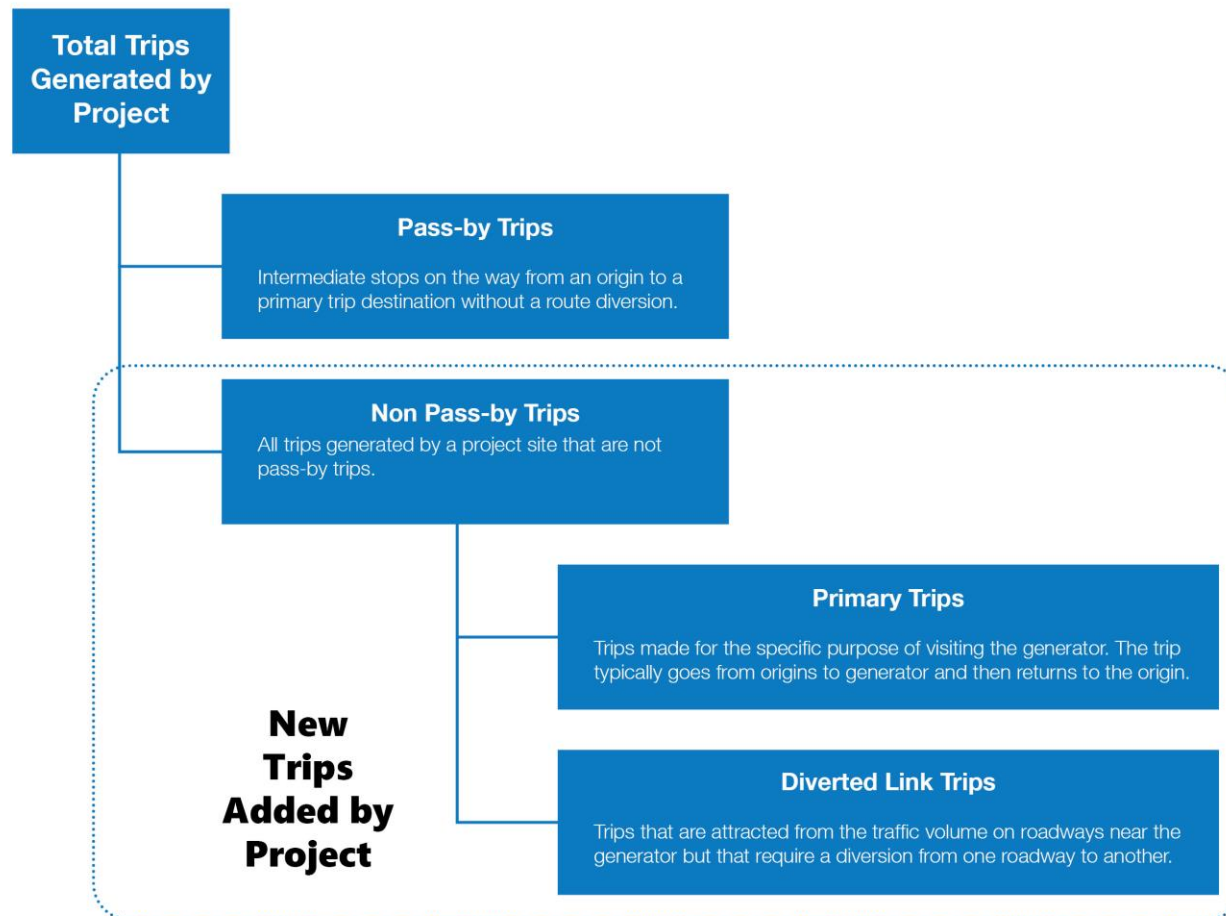 Total Trips
Generated by
Project
Pass-by Trips
Intermediate stops on the way from an origin to a
primary trip destination without a route diversion.
Non Pass-by Trips
All trips generated by a project site that are not
pass-by trips.
Primary Trips
Trips made for the specific purpose of visiting the generator. The trip
typically goes from origins to generator and then returns to the origin.
New
Trips
Added by
Project
Diverted Link Trips
Trips that are attracted from the traffic volume on roadways near the
generator but that require a diversion from one roadway to another.